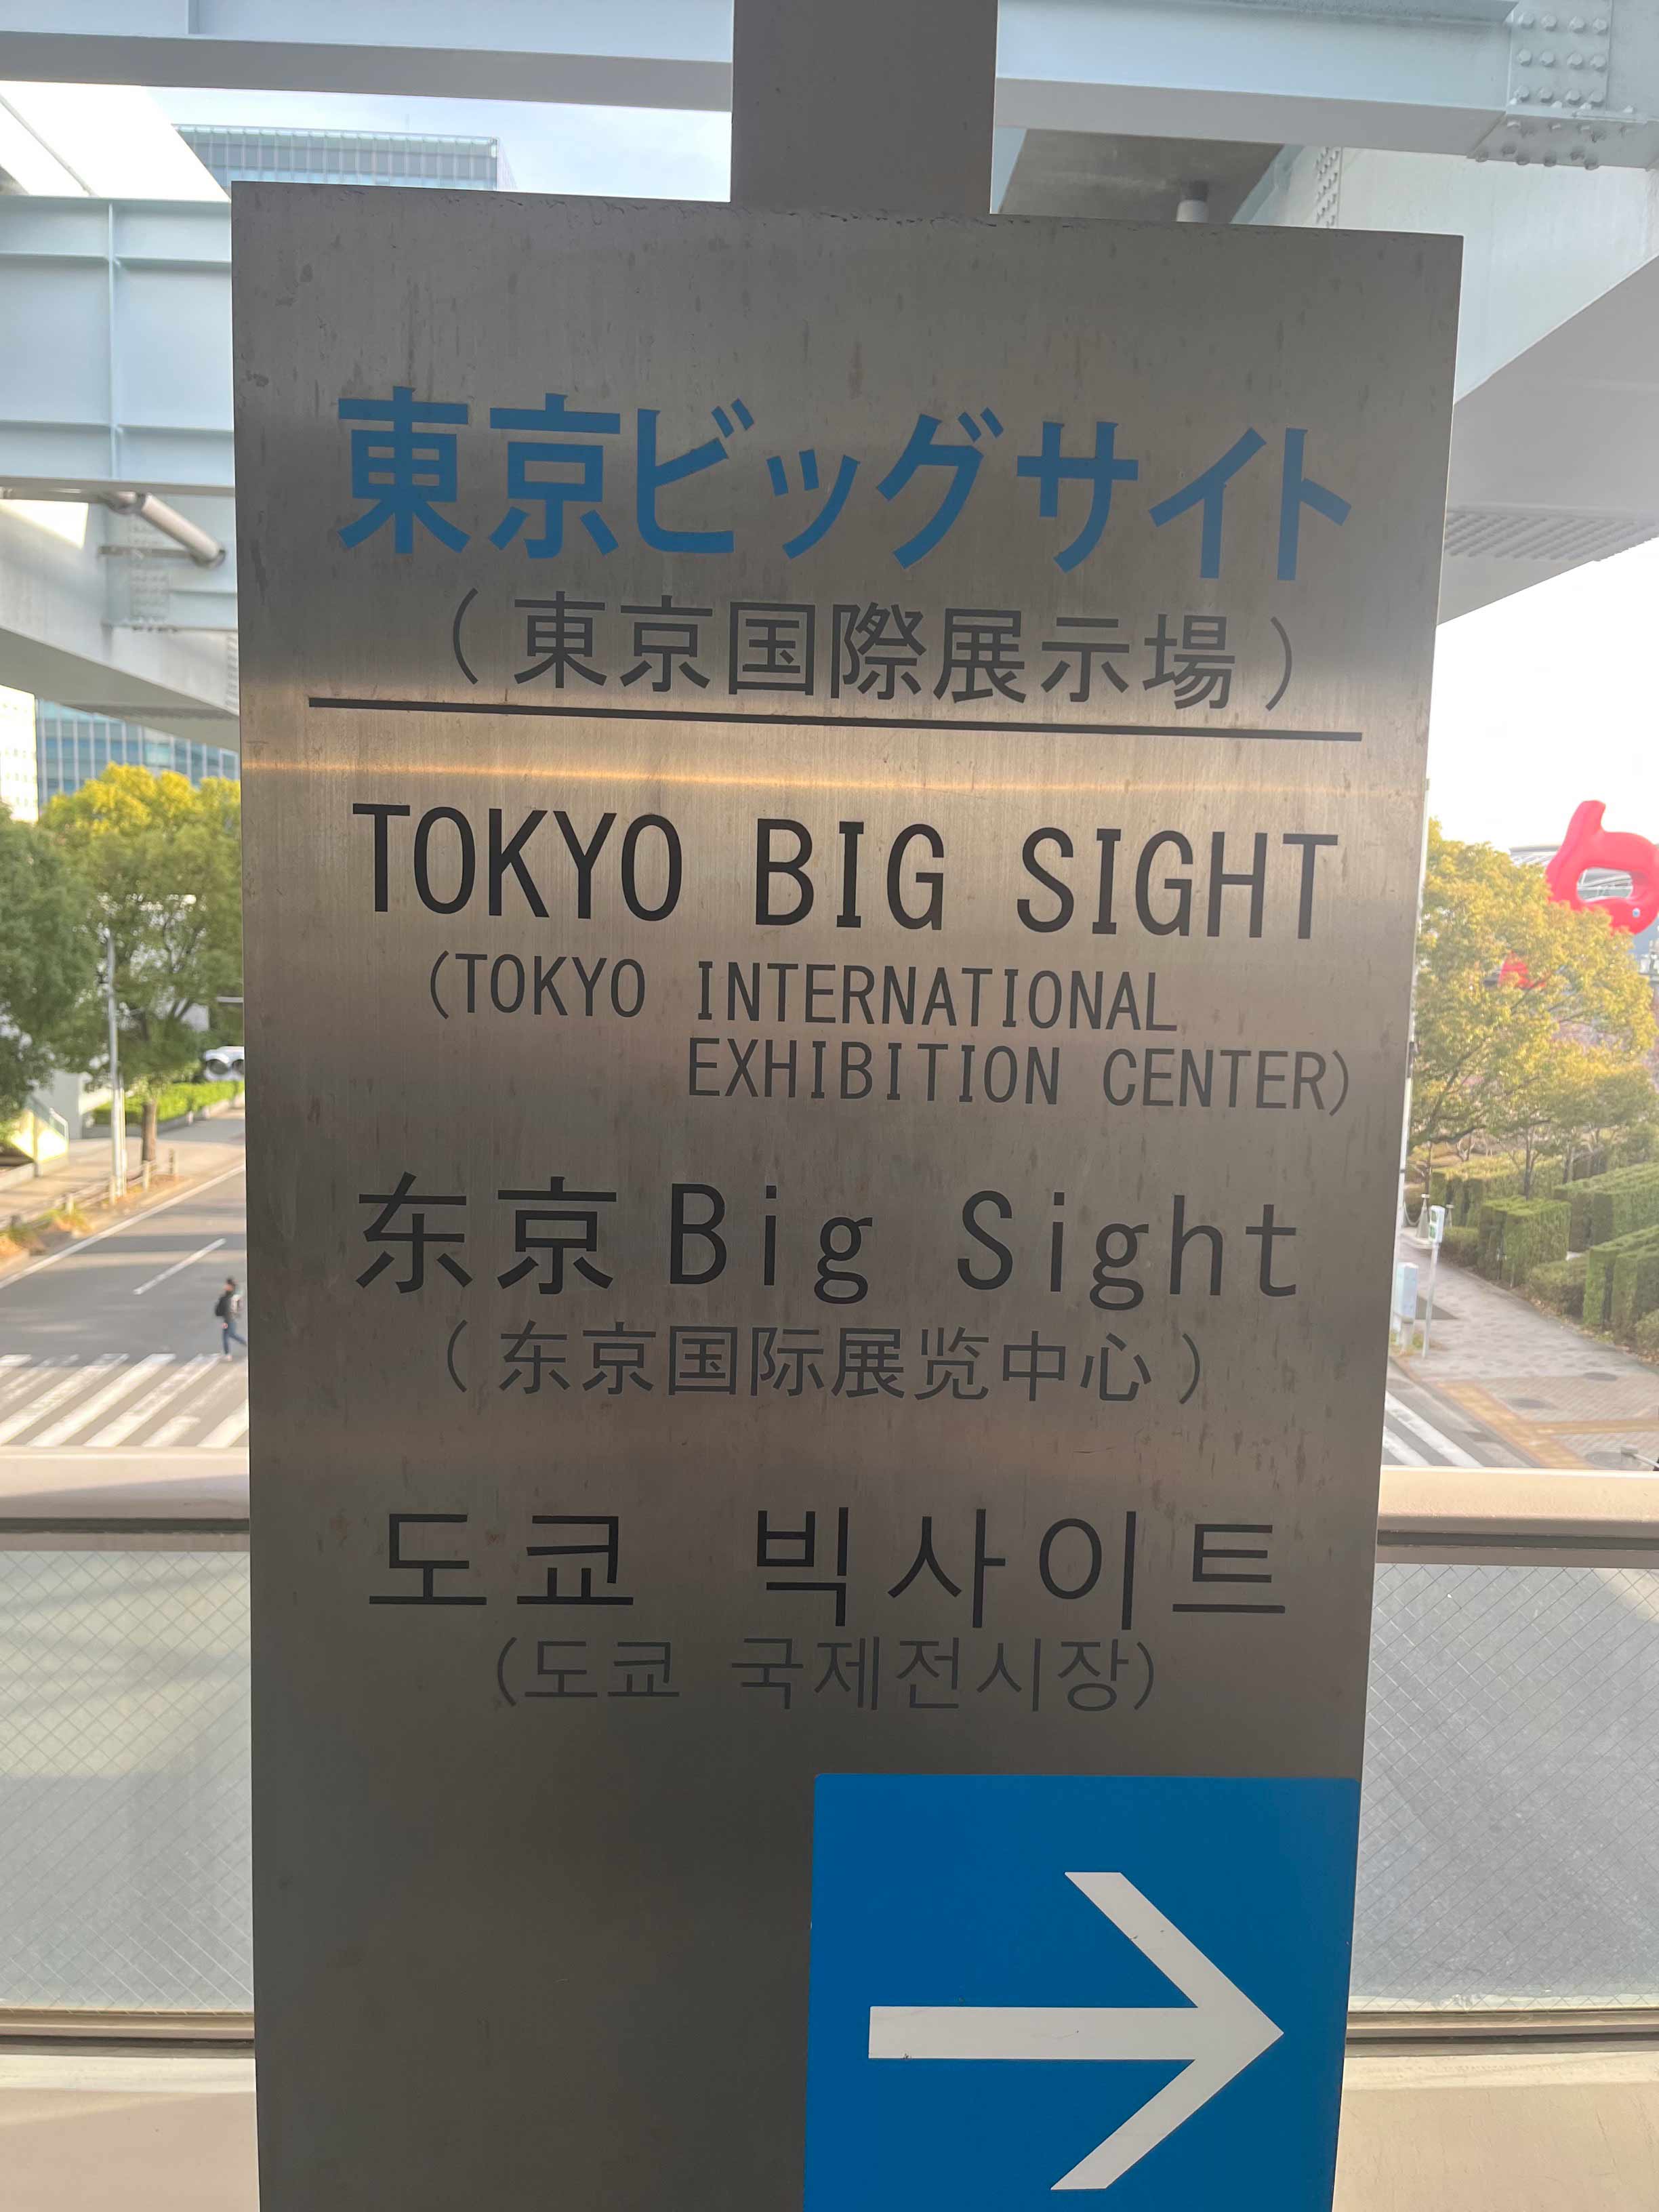 東京ビッグサイト
(東京国際展示場)
TOKYO BIG SIGHT
(TOKYO INTERNATIONAL
EXHIBITION CENTER)
东京Big Sight
(东京国际展览中心)
도쿄 빅사이트
(도쿄 국제전시장)